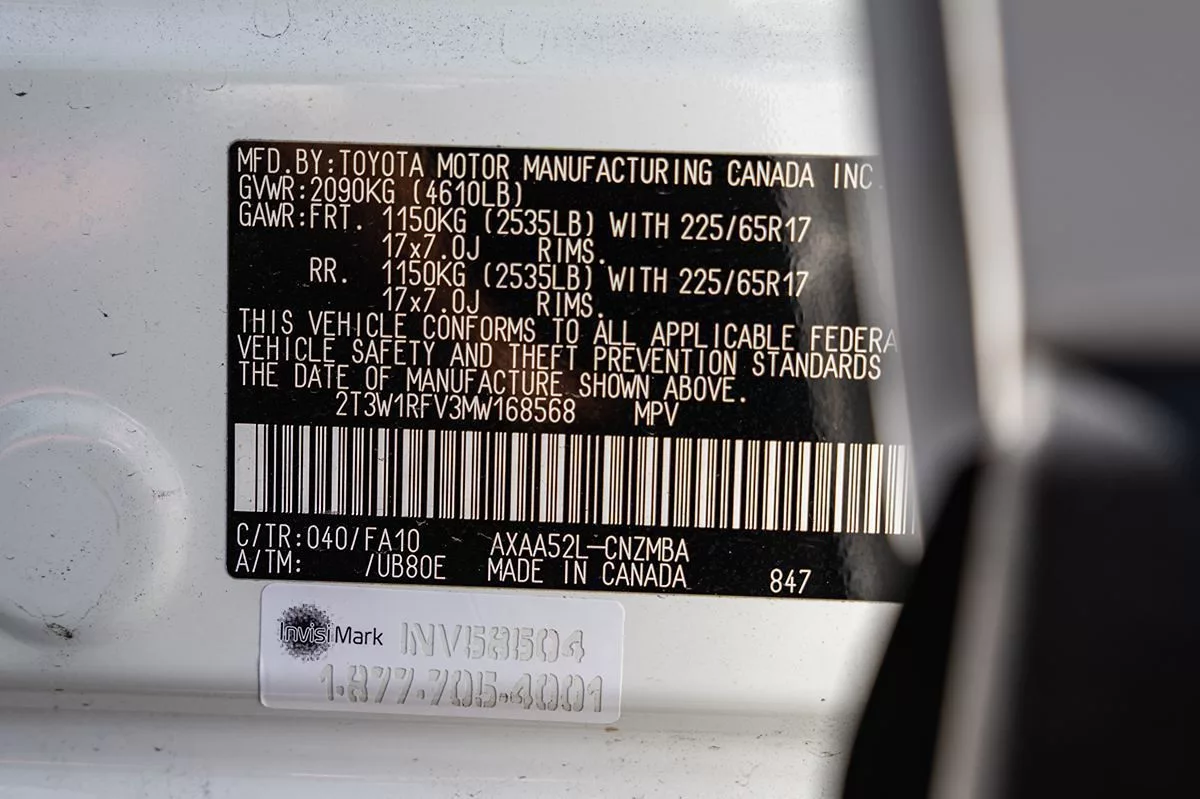 MFD.BY:TOYOTA MOTOR MANUFACTURING CANADA INC.
GVWR:2090KG (4610LB)
GAWR:FRT. 1150KG (2535LB) WITH 225/65R17
17x7.0J RIMS.
RR. 1150KG (2535LB) WITH 225/65R17
17x7.0J RIMS.
THIS VEHICLE CONFORMS TO ALL APPLICABLE FEDERA
VEHICLE SAFETY AND THEFT PREVENTION STANDARDS
THE DATE OF MANUFACTURE SHOWN ABOVE.
2T3W1RFV3MW168568 MPV
C/TR:040/FA10 AXAA52L-CNZMBA
A/TM: /UB80E MADE IN CANADA 847
InvisiMark INV58504
1.877.705.4001